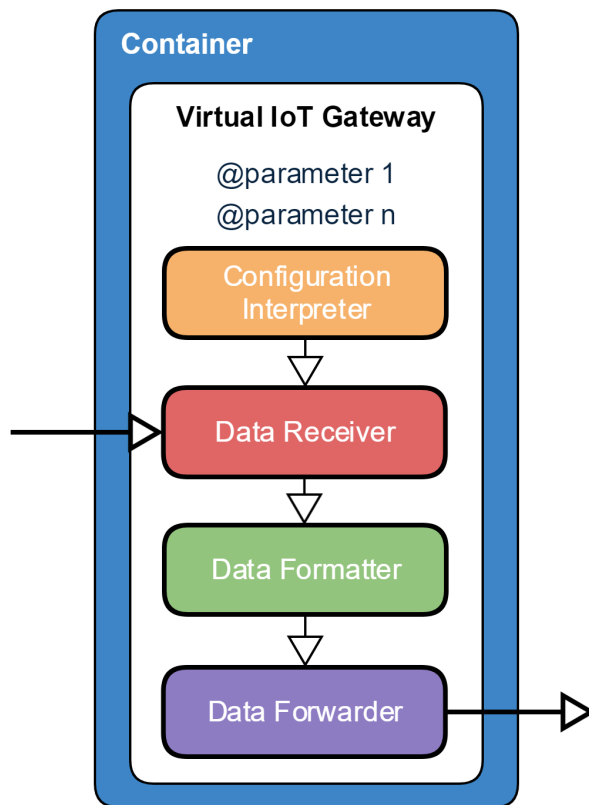 Container
Virtual IoT Gateway
@parameter 1
@parameter n
Configuration
Interpreter
Data Receiver
Data Formatter
Data Forwarder